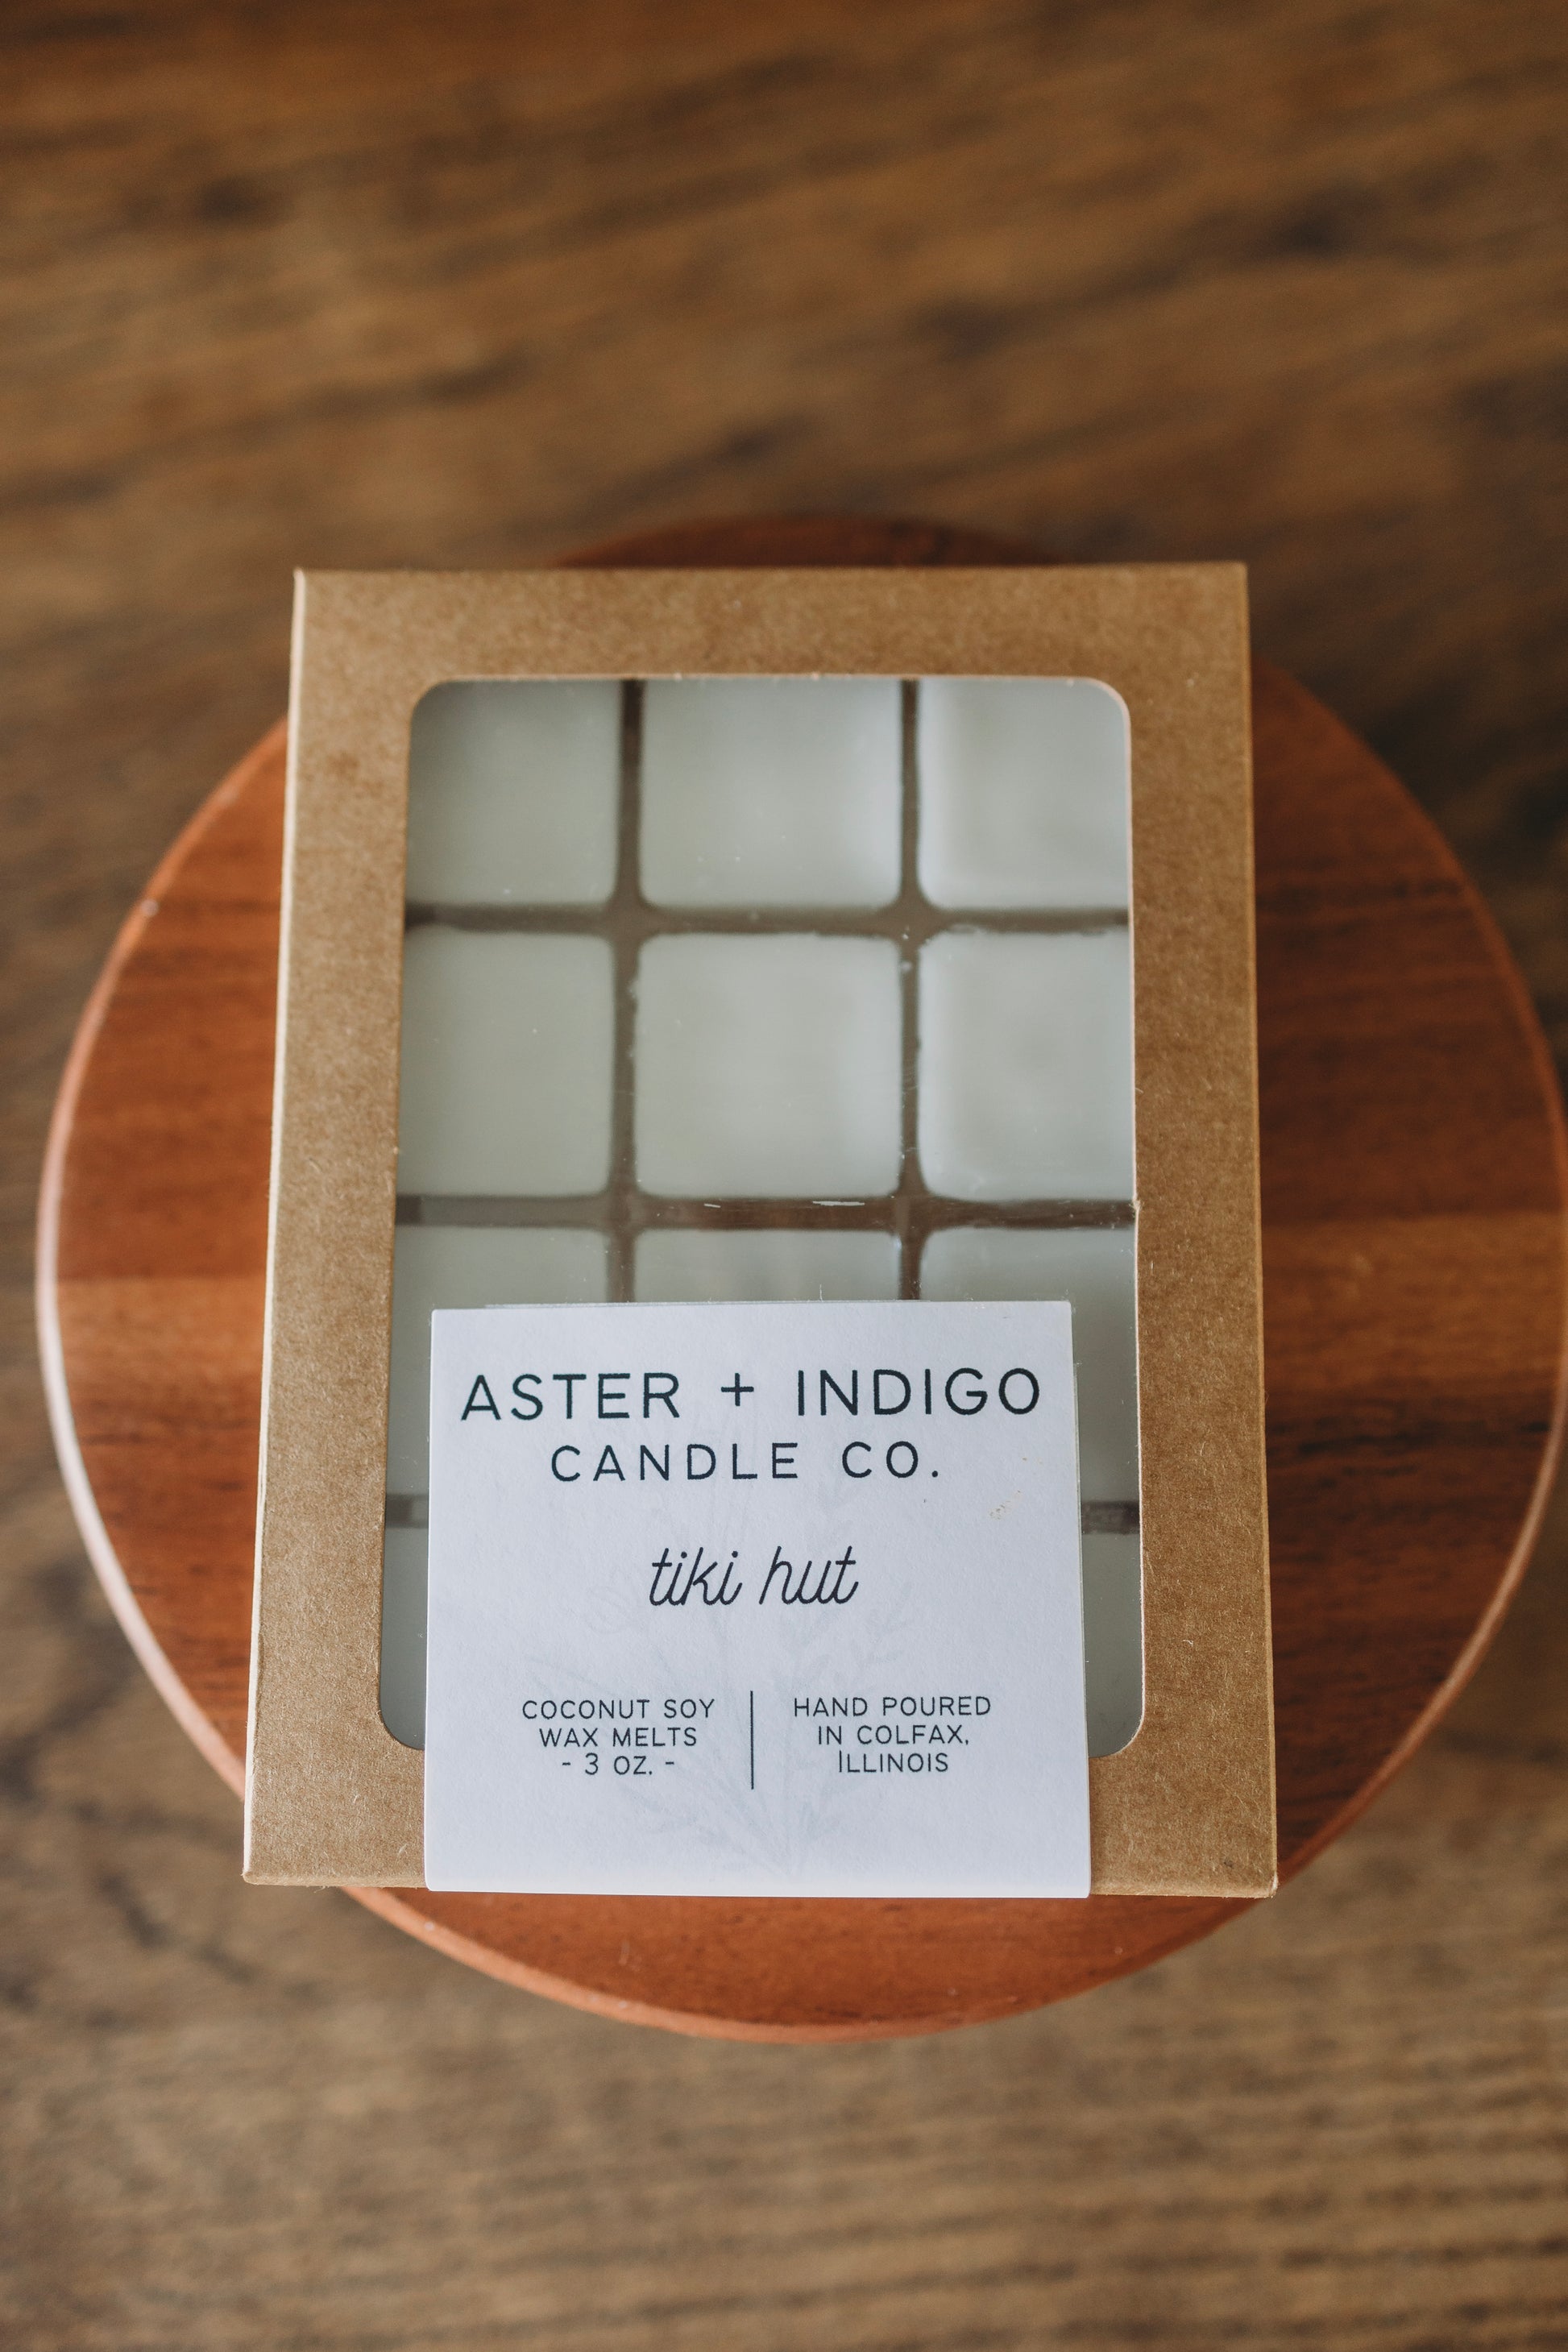 ASTER + INDIGO
CANDLE CO.
tiki hut
COCONUT SOY
WAX MELTS
- 3 OZ. -
HAND POURED
IN COLFAX,
ILLINOIS